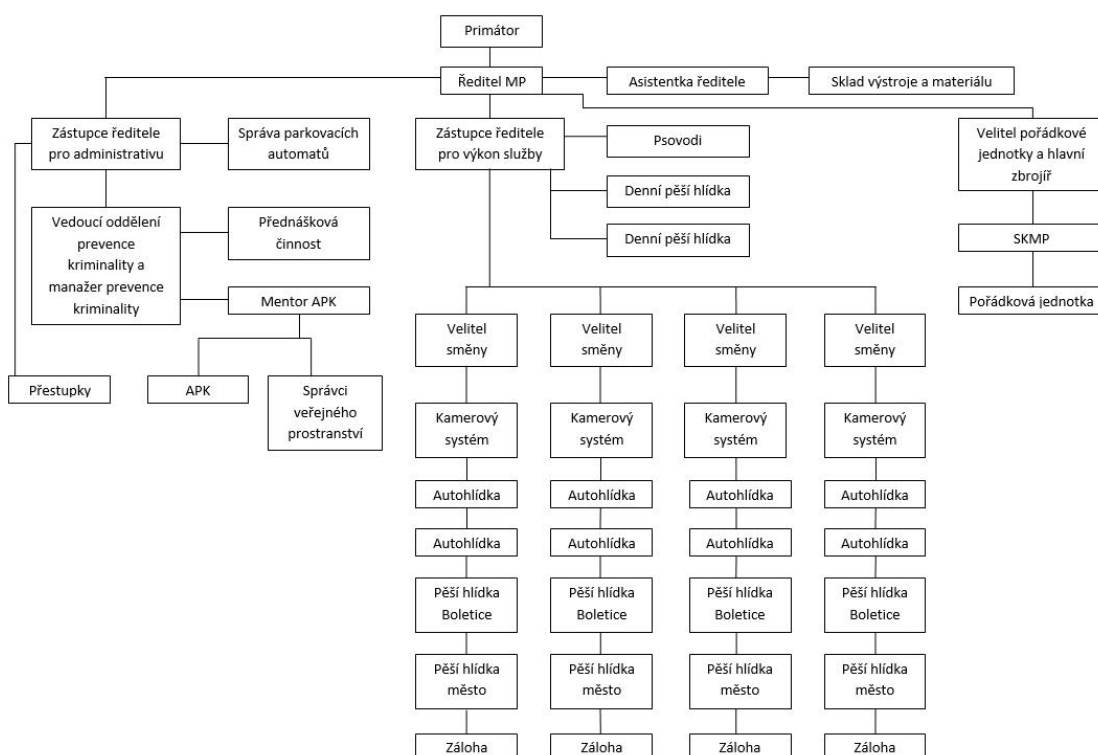 Primátor
Ředitel MP
Asistentka ředitele
Sklad výstroje a materiálu
Zástupce ředitele
pro administrativu
Správa parkovacích
automatů
Zástupce ředitele
pro výkon služby
Psovodi
Velitel pořádkové
jednotky a hlavní
zbrojíř
Denní pěší hlídka
Denní pěší hlídka
Vedoucí oddělení
prevence
kriminality a
manažer prevence
kriminality
Přednášková
činnost
Mentor APK
SKMP
Pořádková jednotka
Přestupky
APK
Správci
veřejného
prostranství
Velitel
směny
Velitel
směny
Velitel
směny
Velitel
směny
Kamerový
systém
Kamerový
systém
Kamerový
systém
Kamerový
systém
Autohlídka
Autohlídka
Autohlídka
Autohlídka
Autohlídka
Autohlídka
Autohlídka
Autohlídka
Pěší hlídka
Boletice
Pěší hlídka
Boletice
Pěší hlídka
Boletice
Pěší hlídka
Boletice
Pěší hlídka
město
Pěší hlídka
město
Pěší hlídka
město
Pěší hlídka
město
Záloha
Záloha
Záloha
Záloha